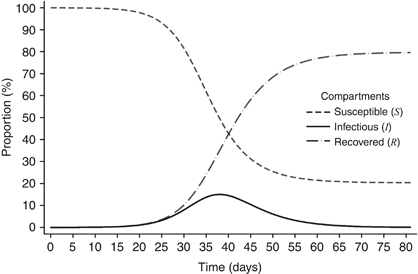 100
90
80
70
60
50
40
30
20
10
0
Proportion (%)
Compartments
Susceptible (S)
Infectious (I)
Recovered (R)
0 5 10 15 20 25 30 35 40 45 50 55 60 65 70 75 80
Time (days)